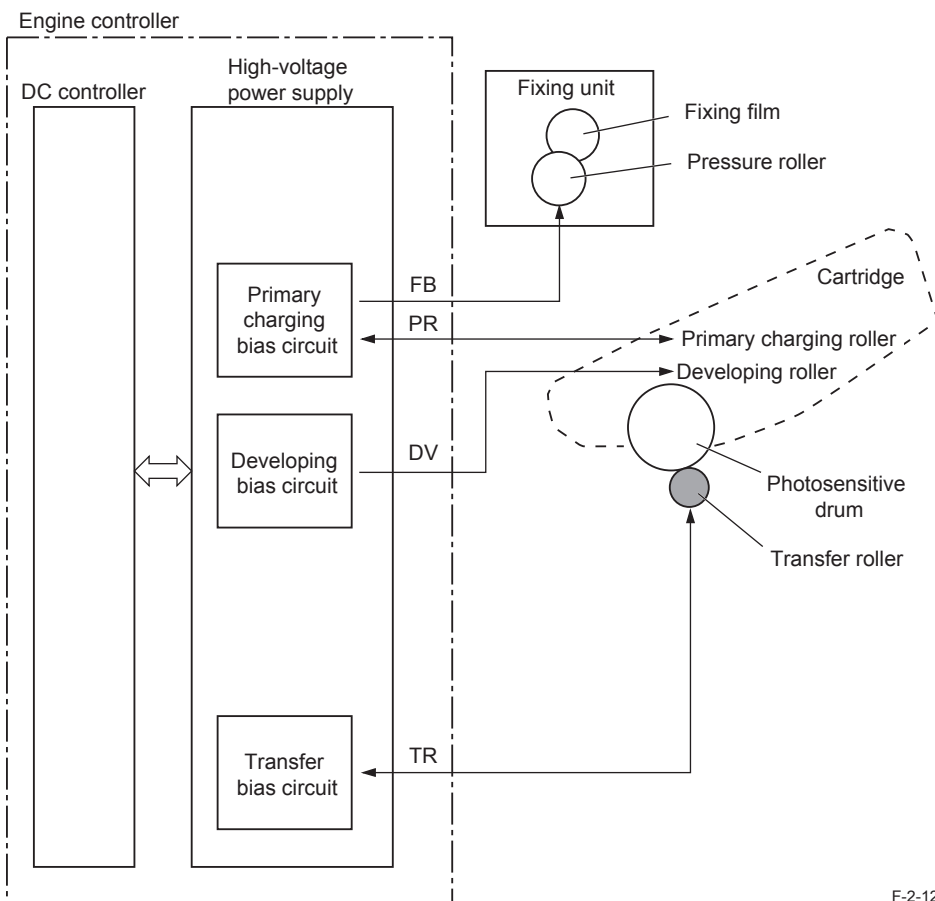 Engine controller
DC controller
High-voltage
power supply
Fixing unit
Fixing film
Pressure roller
Primary
charging
bias circuit
FB
PR
Cartridge
Primary charging roller
Developing roller
Developing
bias circuit
DV
Photosensitive
drum
Transfer roller
Transfer
bias circuit
TR
F-2-12